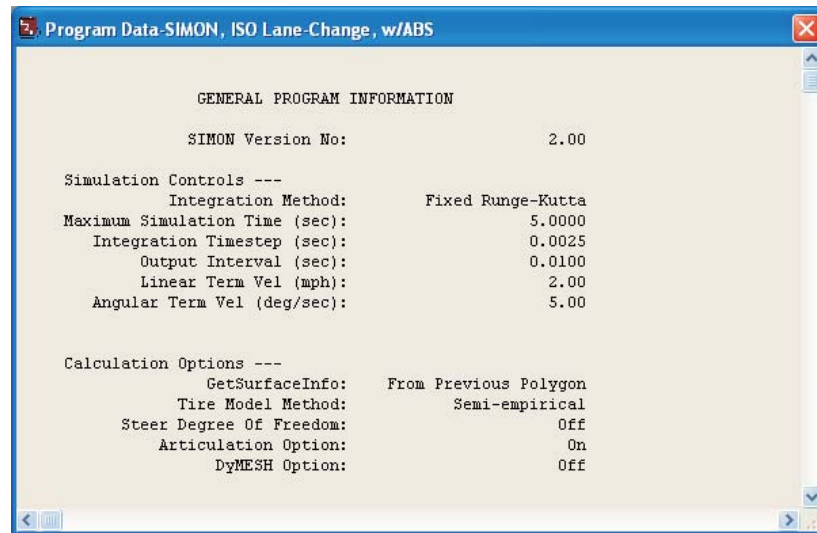 Program Data-SIMON, ISO Lane-Change, w/ABS
GENERAL PROGRAM INFORMATION
SIMON Version No: 2.00
Simulation Controls ---
Integration Method: Fixed Runge-Kutta
Maximum Simulation Time (sec): 5.0000
Integration Timestep (sec): 0.0025
Output Interval (sec): 0.0100
Linear Term Vel (mph): 2.00
Angular Term Vel (deg/sec): 5.00
Calculation Options ---
GetSurfaceInfo: From Previous Polygon
Tire Model Method: Semi-empirical
Steer Degree Of Freedom: Off
Articulation Option: On
DyMESH Option: Off